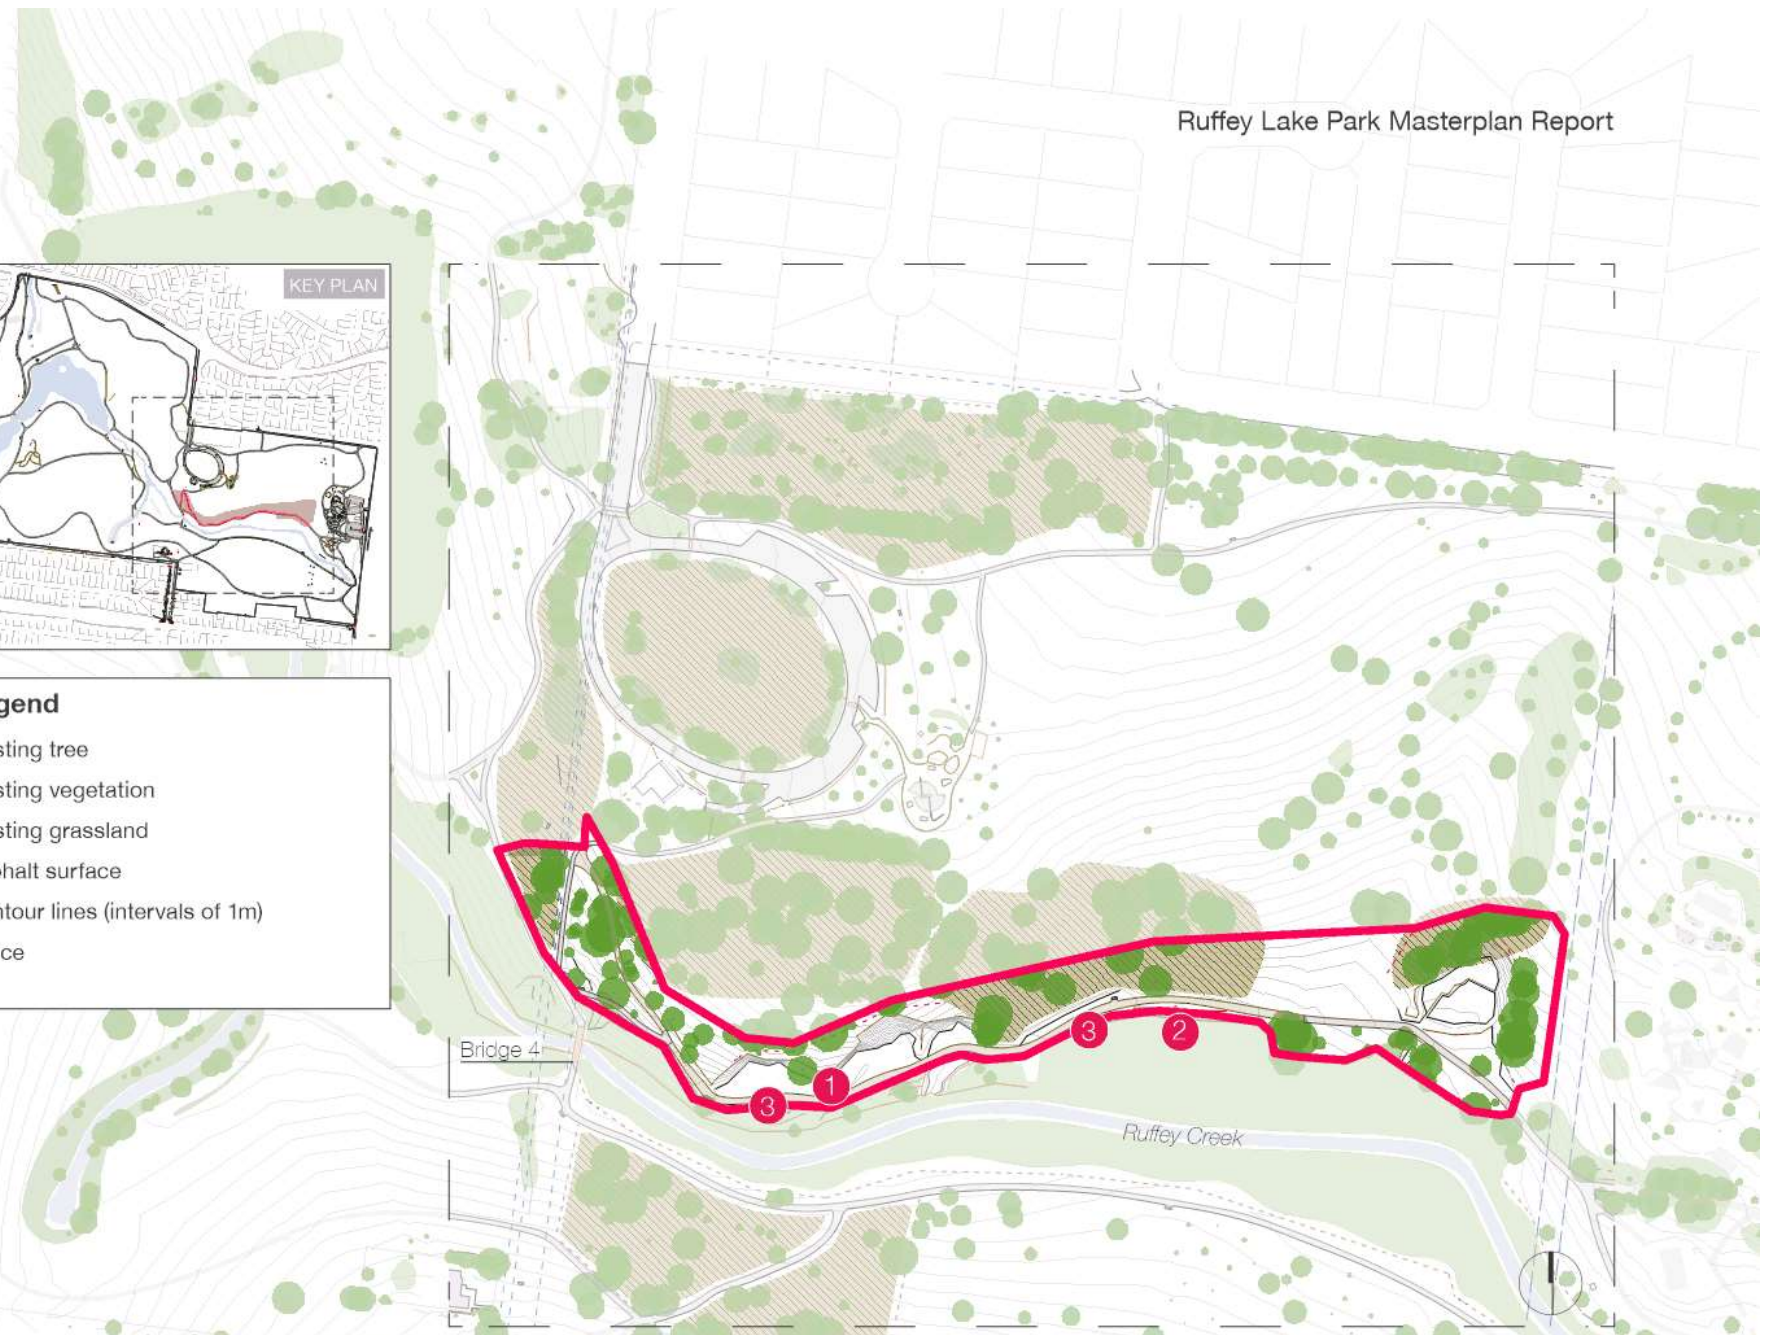 Ruffey Lake Park Masterplan Report
KEY PLAN
gend
sting tree
sting vegetation
sting grassland
halt surface
ntour lines (intervals of 1m)
ce
Bridge 4
3
2
1
3
Ruffey Creek